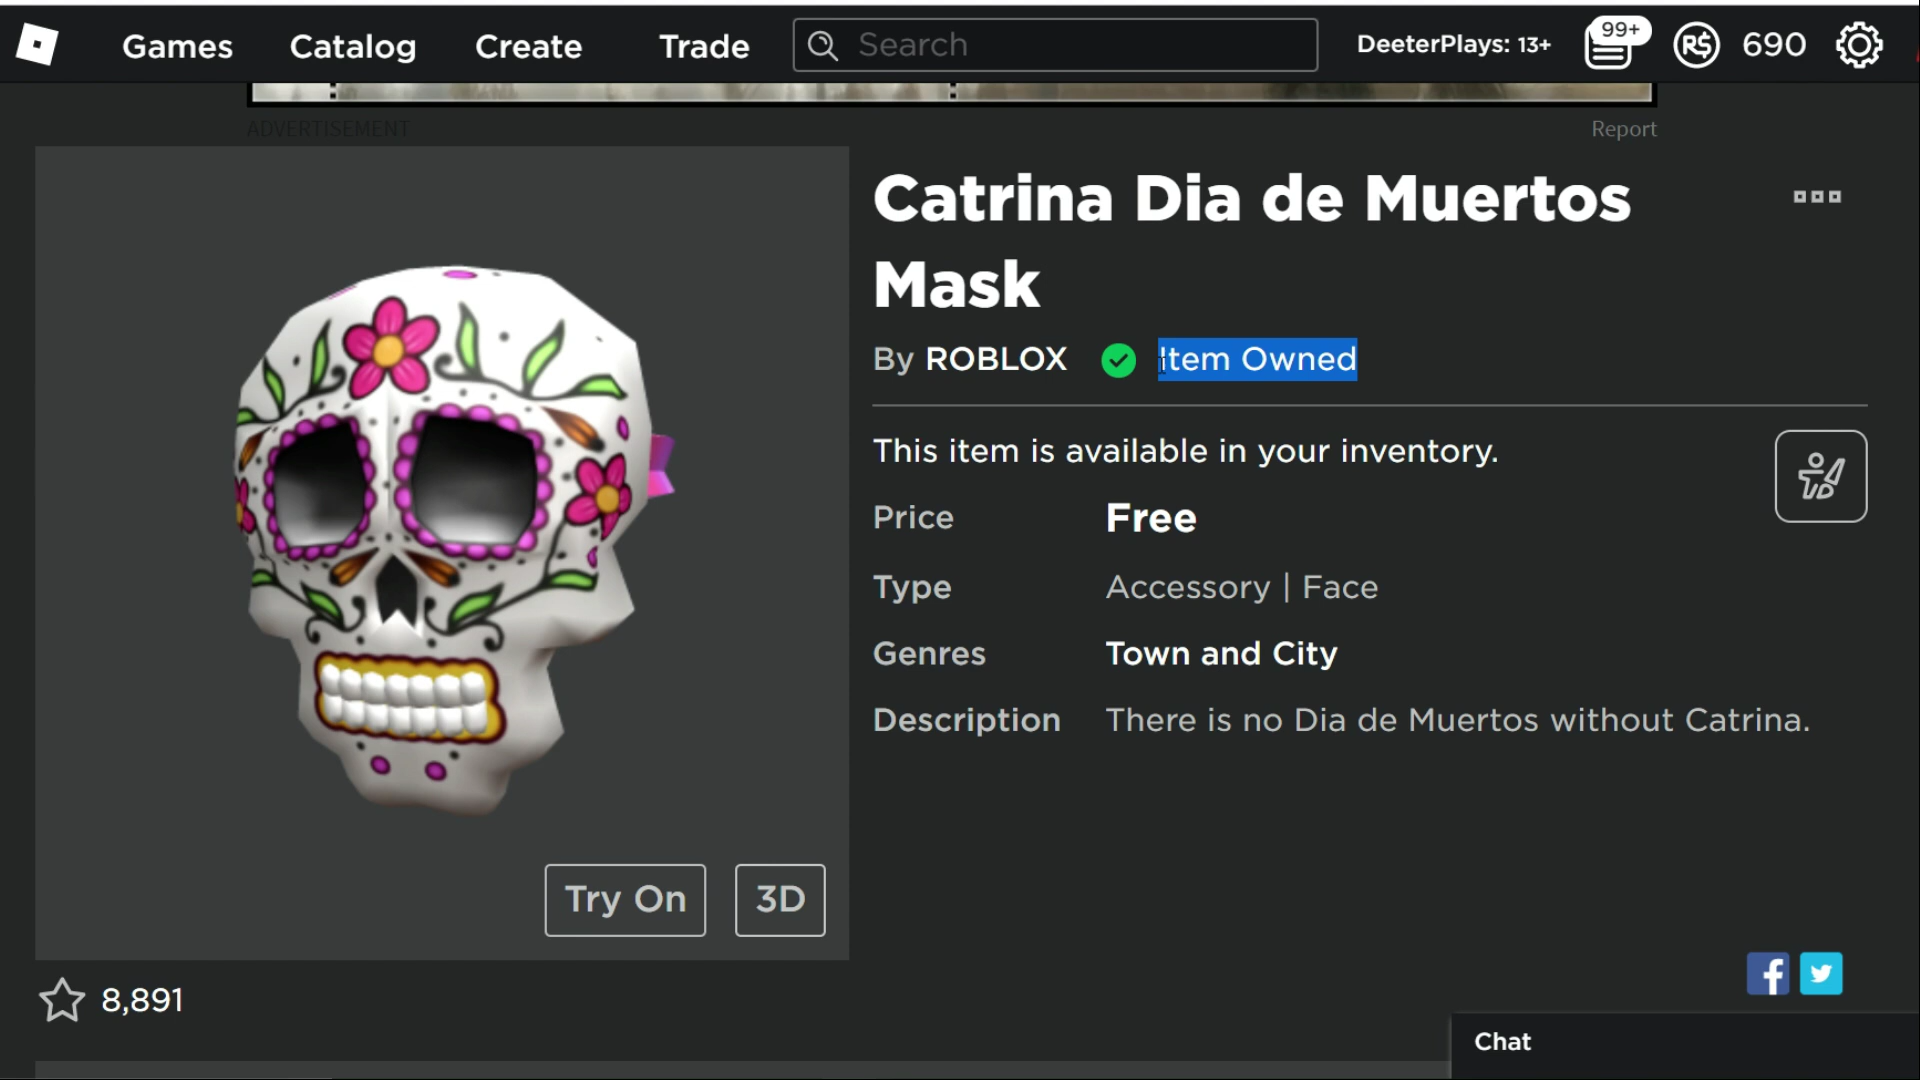 Games Catalog Create Trade Search DeeterPlays: 13+ 99+ R$ 690
ADVERTISEMENT Report
Catrina Dia de Muertos
Mask
By ROBLOX Item Owned
This item is available in your inventory.
Price Free
Type Accessory | Face
Genres Town and City
Description There is no Dia de Muertos without Catrina.
Try On 3D
8,891
Chat